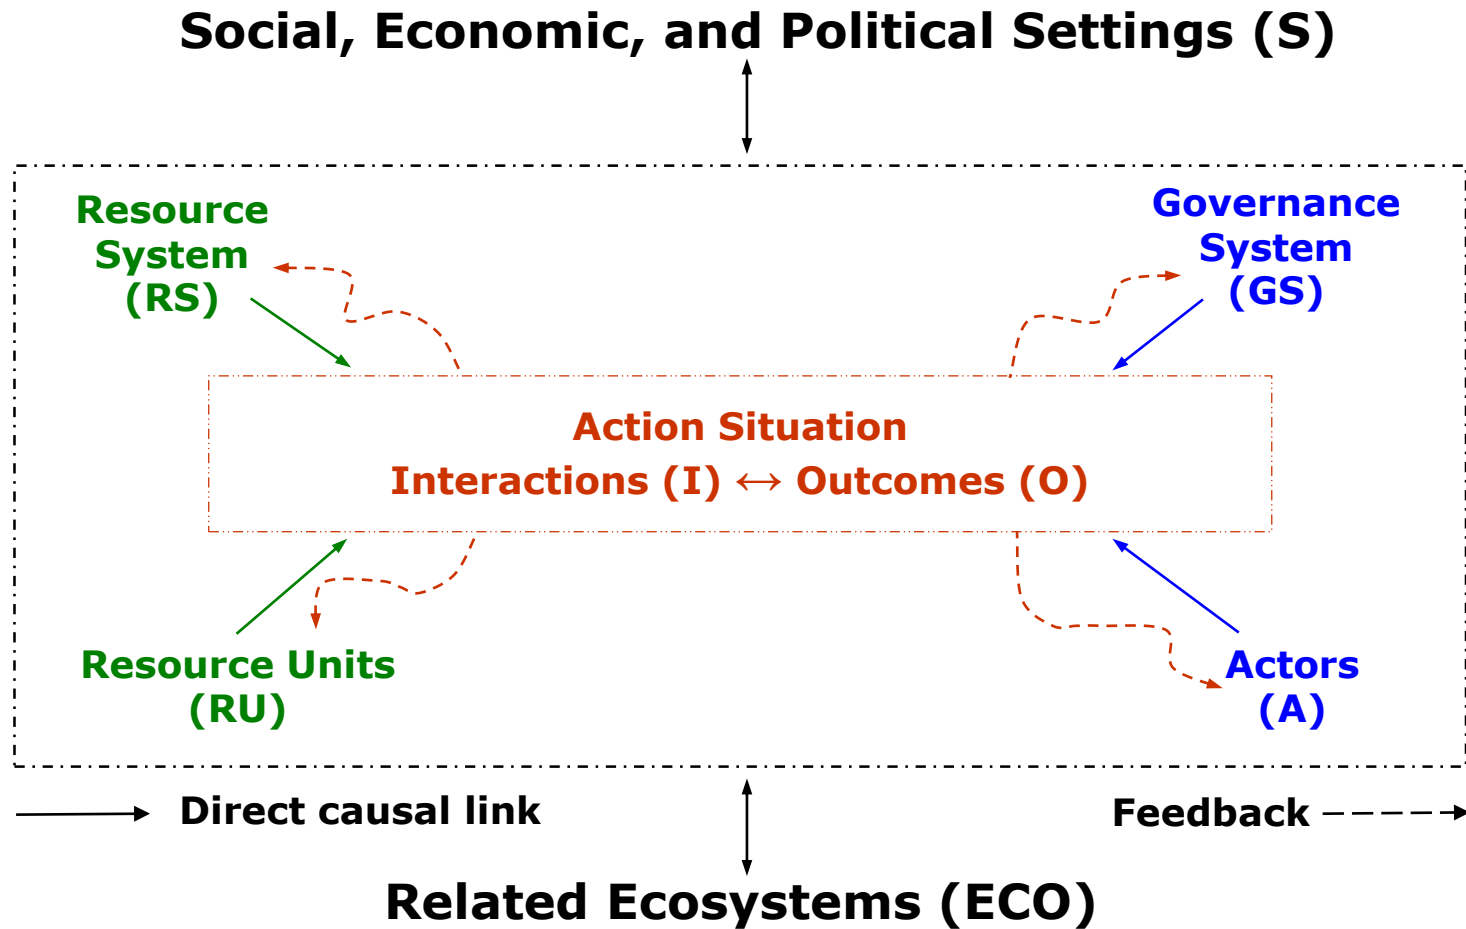 Social, Economic, and Political Settings (S)
Resource
System
(RS)
Governance
System
(GS)
Action Situation
Interactions (I) ↔ Outcomes (O)
Resource Units
(RU)
Actors
(A)
Direct causal link
Feedback
Related Ecosystems (ECO)